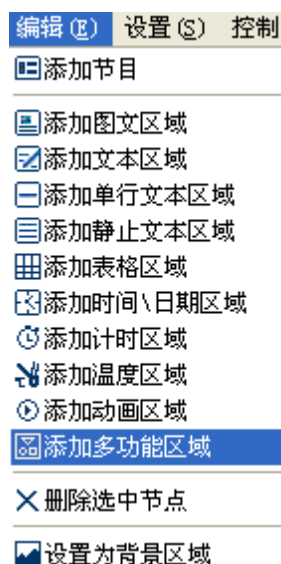 编辑(E) 设置(S) 控制
添加节目
添加图文区域
添加文本区域
添加单行文本区域
添加静止文本区域
添加表格区域
添加时间\日期区域
添加计时区域
添加温度区域
添加动画区域
添加多功能区域
删除选中节点
设置为背景区域